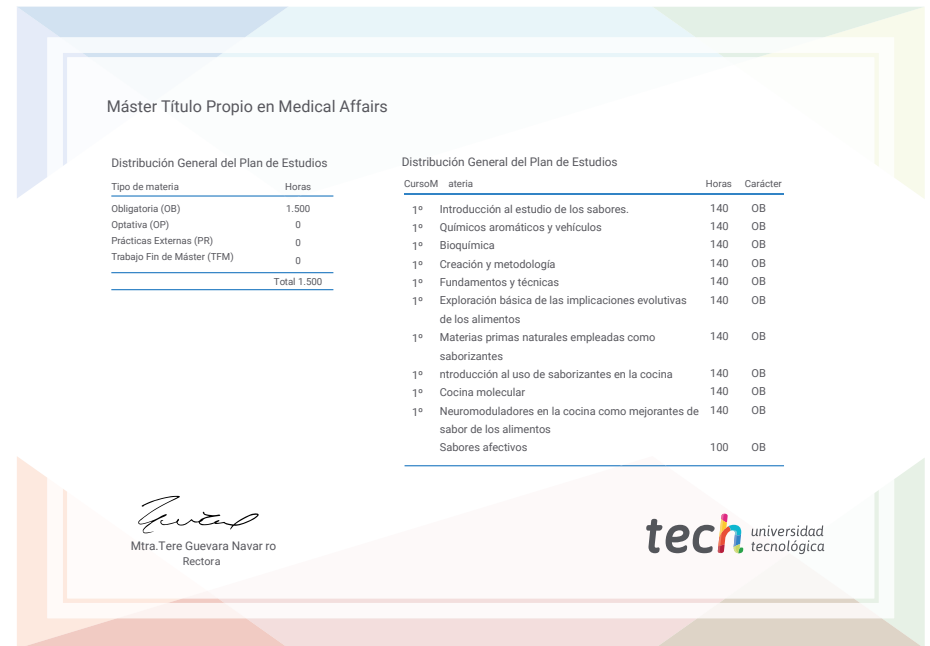 Máster Título Propio en Medical Affairs
Distribución General del Plan de Estudios
Tipo de materia Horas
Obligatoria (OB) 1.500
Optativa (OP) 0
Prácticas Externas (PR) 0
Trabajo Fin de Máster (TFM) 0
Total 1.500
Distribución General del Plan de Estudios
CursoM ateria Horas Carácter
1º Introducción al estudio de los sabores. 140 OB
1º Químicos aromáticos y vehículos 140 OB
1º Bioquímica 140 OB
1º Creación y metodología 140 OB
1º Fundamentos y técnicas 140 OB
1º Exploración básica de las implicaciones evolutivas 140 OB
de los alimentos
1º Materias primas naturales empleadas como 140 OB
saborizantes
1º ntroducción al uso de saborizantes en la cocina 140 OB
1º Cocina molecular 140 OB
1º Neuromoduladores en la cocina como mejorantes de 140 OB
sabor de los alimentos
Sabores afectivos 100 OB
Mtra.Tere Guevara Navar ro
Rectora
tech universidad
tecnológica